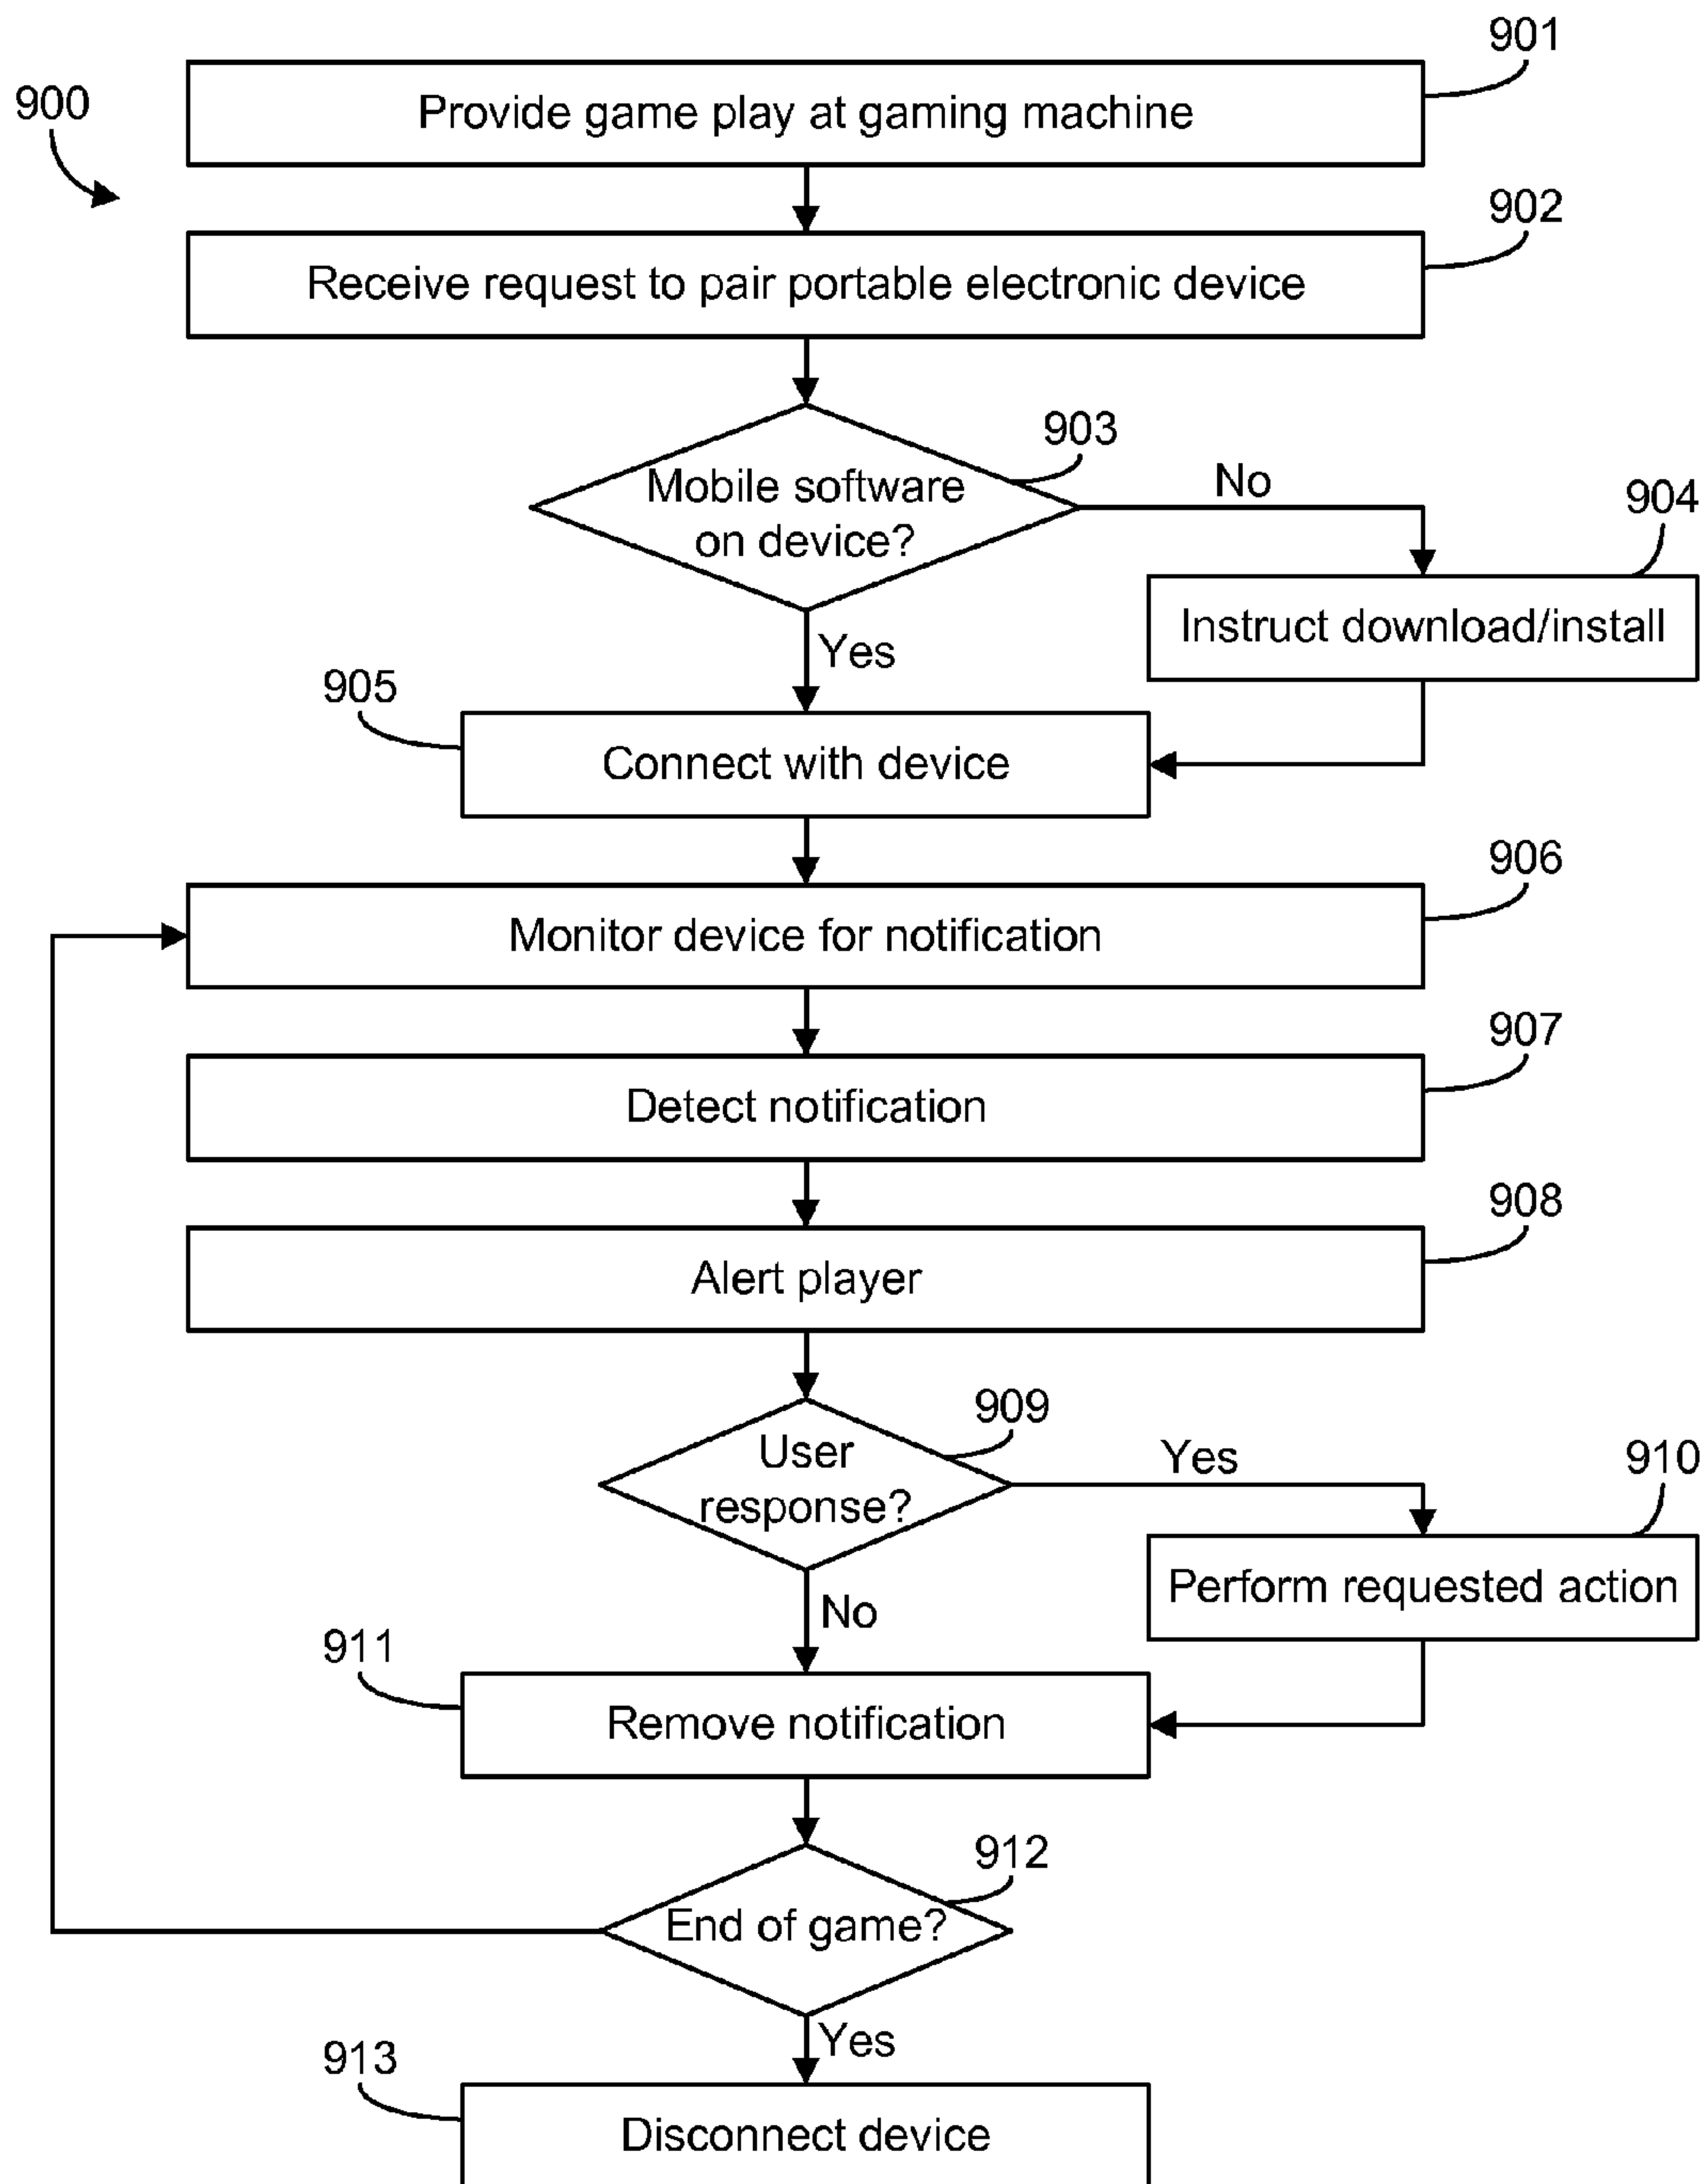 901
900
Provide game play at gaming machine
902
Receive request to pair portable electronic device
903
Mobile software
on device?
No
904
Instruct download/install
Yes
905
Connect with device
906
Monitor device for notification
907
Detect notification
908
Alert player
909
User
response?
Yes
910
Perform requested action
No
911
Remove notification
912
End of game?
Yes
913
Disconnect device